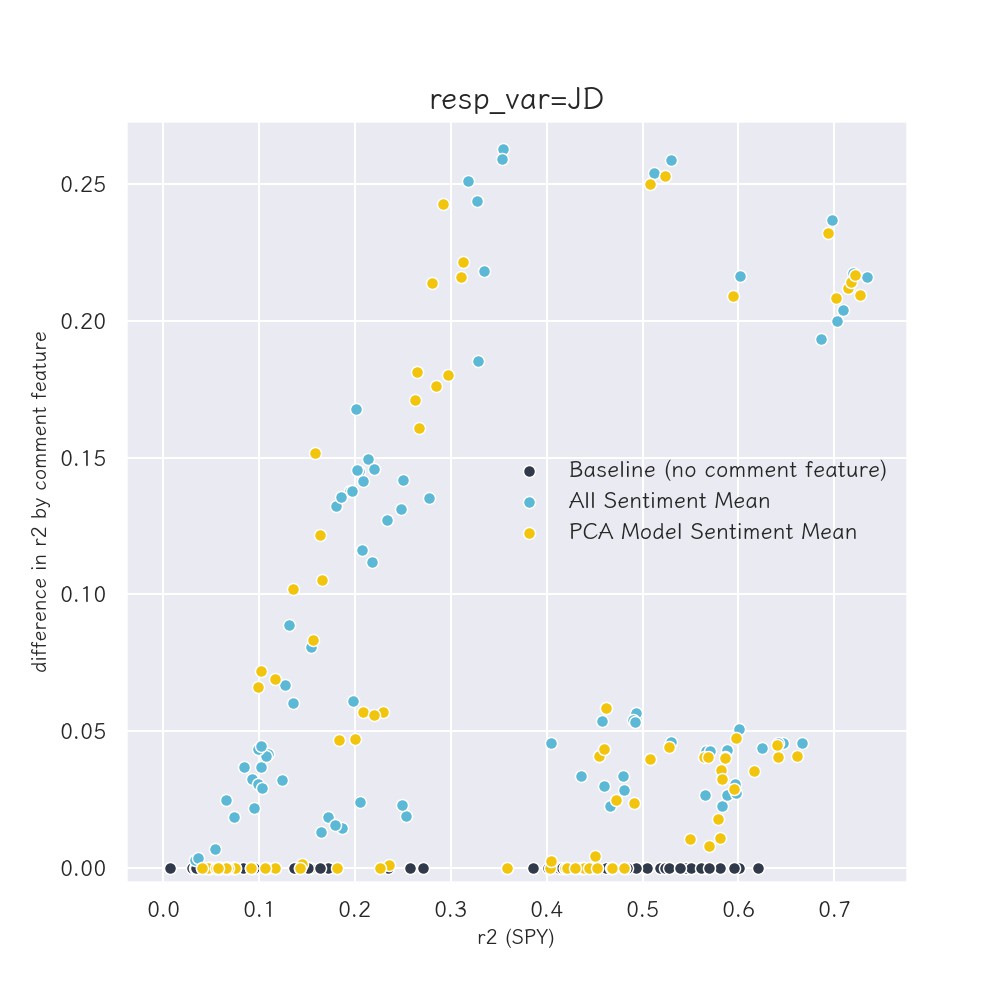 resp_var=JD
difference in r2 by comment feature
0.25
0.20
0.15
0.10
0.05
0.00
Baseline (no comment feature)
All Sentiment Mean
PCA Model Sentiment Mean
0.0 0.1 0.2 0.3 0.4 0.5 0.6 0.7
r2 (SPY)